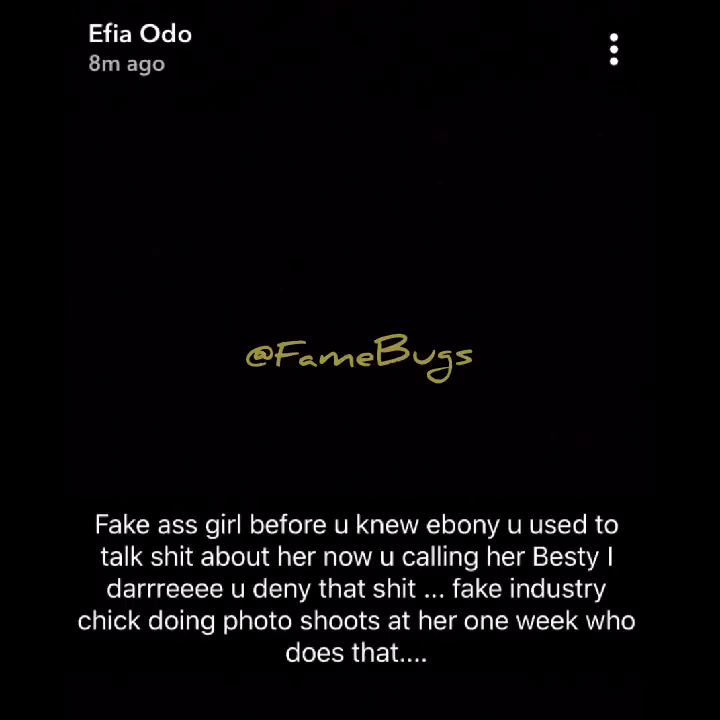 Efia Odo
8m ago
@FameBugs
Fake ass girl before u knew ebony u used to
talk shit about her now u calling her Besty I
darrreeee u deny that shit ... fake industry
chick doing photo shoots at her one week who
does that....